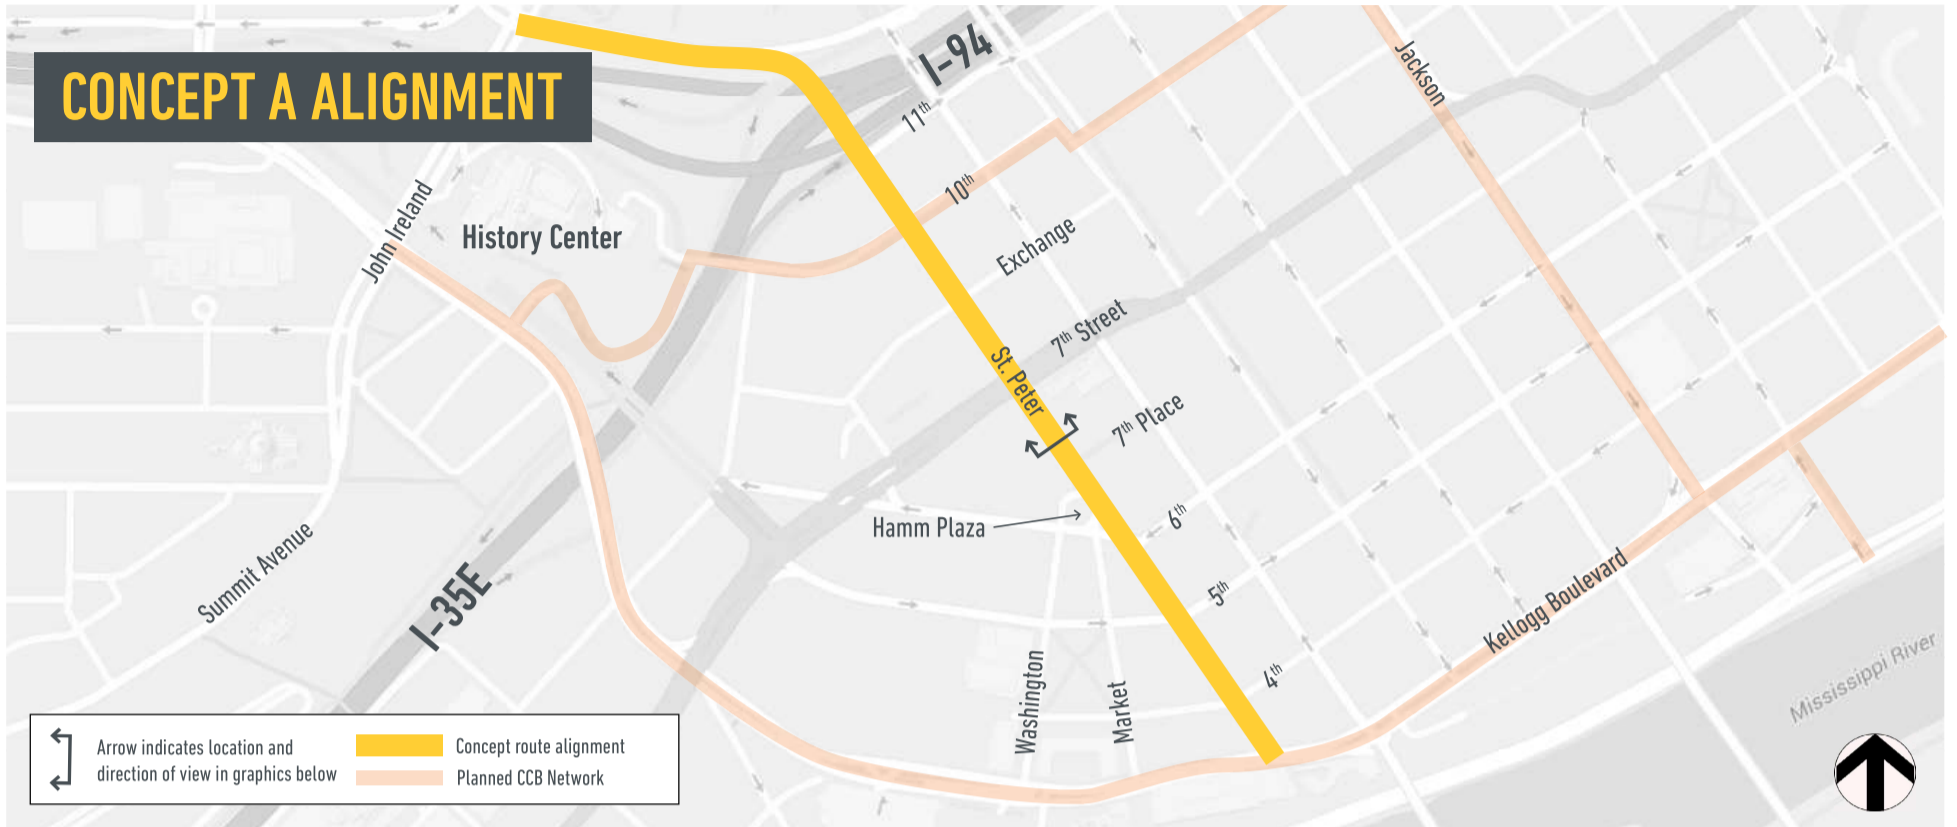 I-94
Jackson
CONCEPT A ALIGNMENT
11th
10th
John Ireland
History Center
Exchange
7th Street
St. Peter
7th Place
Hamm Plaza
6th
Summit Avenue
I-35E
5th
Kellogg Boulevard
4th
Washington
Market
Mississippi River
Arrow indicates location and
direction of view in graphics below
Concept route alignment
Planned CCB Network